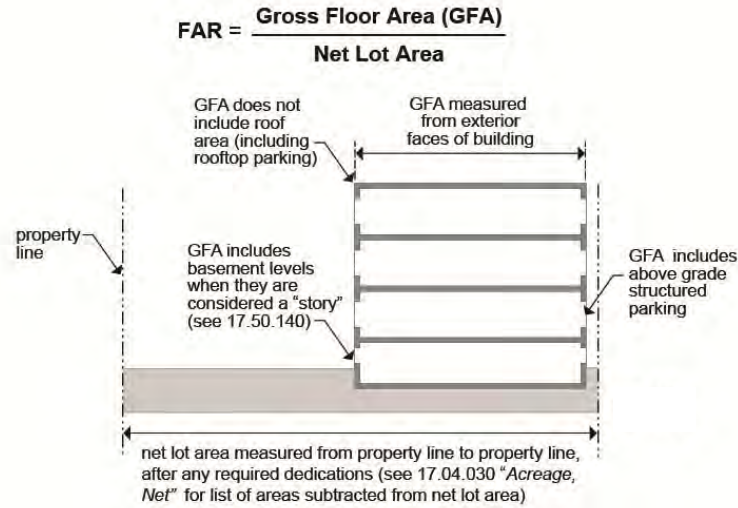 FAR = Gross Floor Area (GFA)
Net Lot Area
GFA does not
include roof
area (including
rooftop parking)
GFA measured
from exterior
faces of building
property
line
GFA includes
basement levels
when they are
considered a “story”
(see 17.50.140)
GFA includes
above grade
structured
parking
net lot area measured from property line to property line,
after any required dedications (see 17.04.030 “Acreage,
Net” for list of areas subtracted from net lot area)